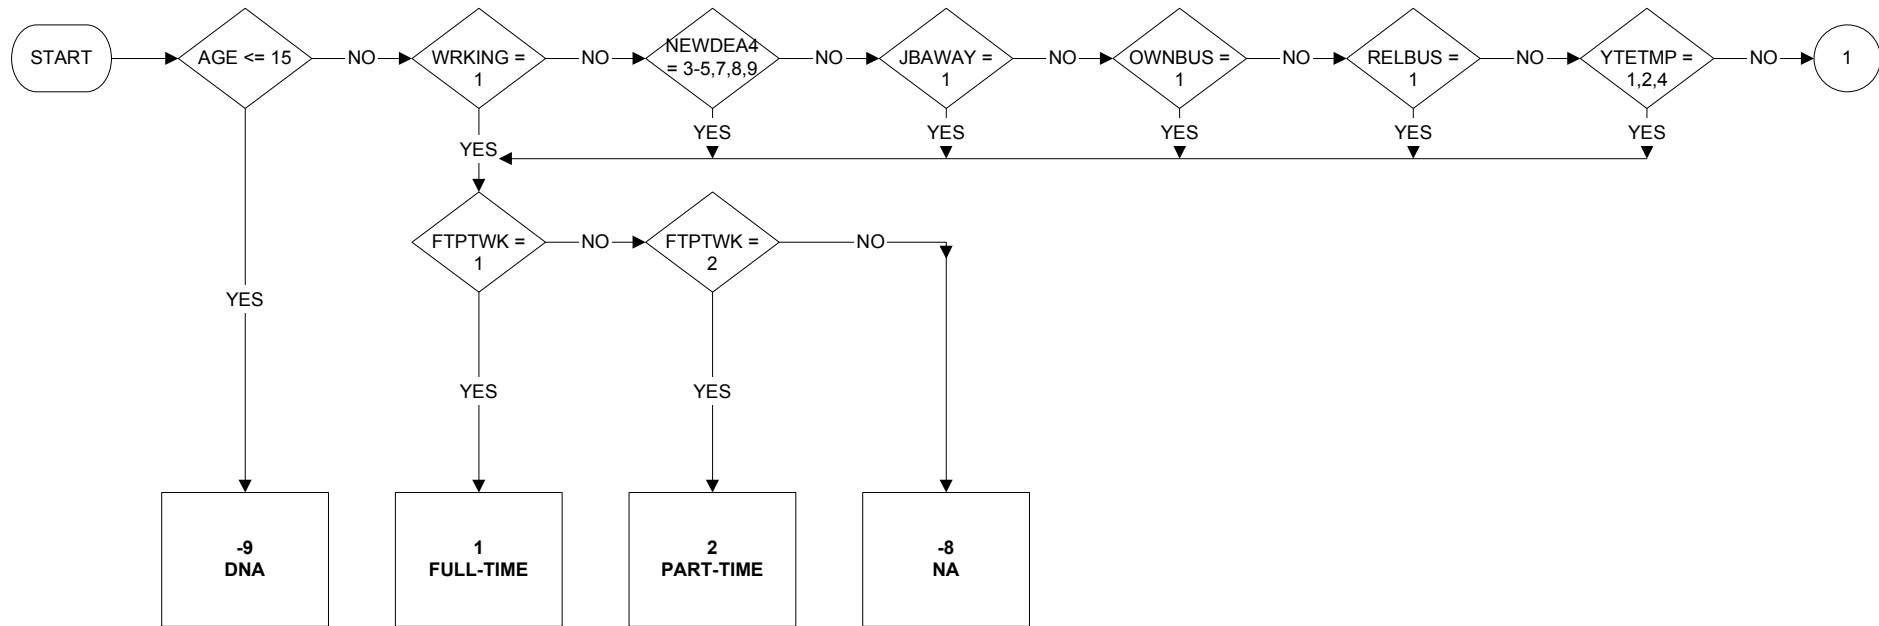 START
AGE <= 15
NO
WRKING =
1
NO
NEWDEA4
= 3-5,7,8,9
NO
JBAWAY =
1
NO
OWNBUS =
1
NO
RELBUS =
1
NO
YTETMP =
1,2,4
NO
1
YES
YES
YES
YES
YES
YES
FTPTWK =
1
NO
FTPTWK =
2
NO
YES
YES
YES
-9
DNA
1
FULL-TIME
2
PART-TIME
-8
NA